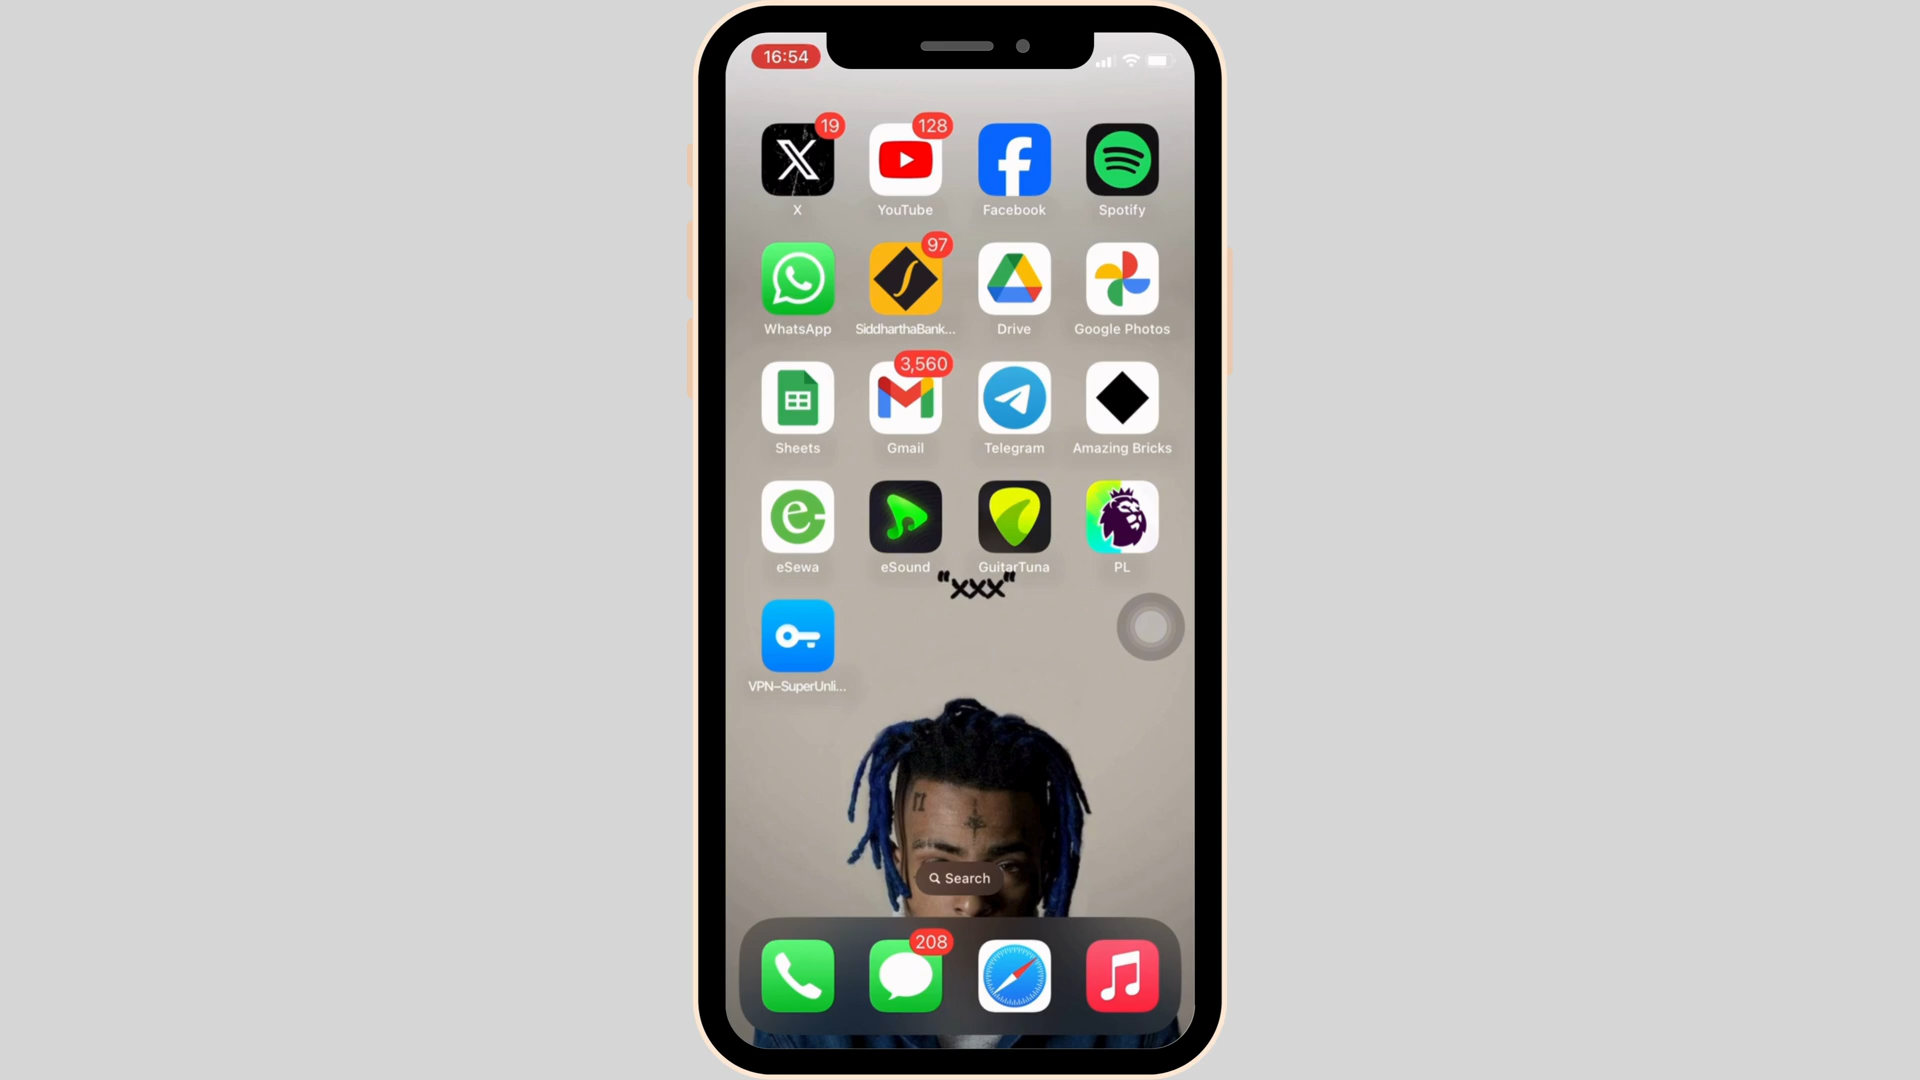 16:54
19
128
X
YouTube
Facebook
Spotify
97
WhatsApp
SiddharthaBank...
Drive
Google Photos
3,560
Sheets
Gmail
Telegram
Amazing Bricks
eSewa
eSound
GuitarTuna
PL
"xxx"
VPN-SuperUnli...
Search
208